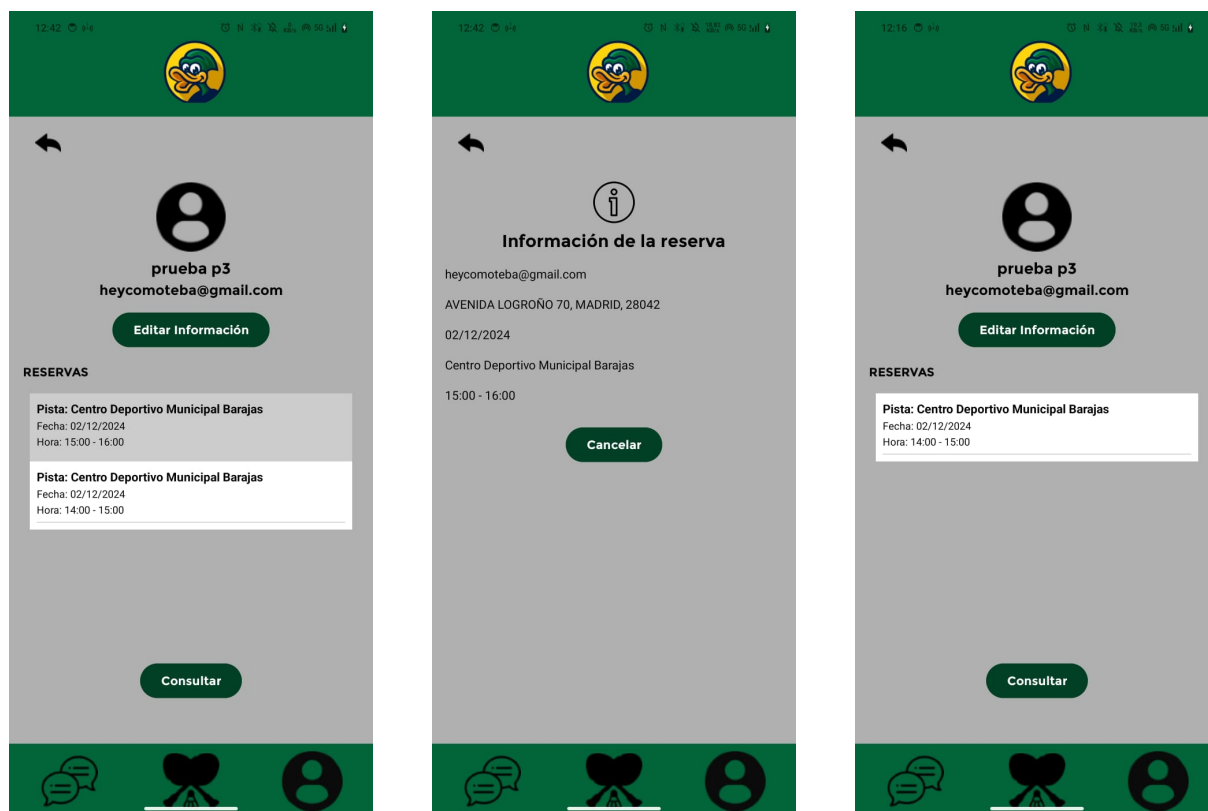 12:42
5G
prueba p3
heycomoteba@gmail.com
Editar Información
RESERVAS
Pista: Centro Deportivo Municipal Barajas
Fecha: 02/12/2024
Hora: 15:00 - 16:00
Pista: Centro Deportivo Municipal Barajas
Fecha: 02/12/2024
Hora: 14:00 - 15:00
Consultar
12:42
5G
Información de la reserva
heycomoteba@gmail.com
AVENIDA LOGROÑO 70, MADRID, 28042
02/12/2024
Centro Deportivo Municipal Barajas
15:00 - 16:00
Cancelar
12:16
5G
prueba p3
heycomoteba@gmail.com
Editar Información
RESERVAS
Pista: Centro Deportivo Municipal Barajas
Fecha: 02/12/2024
Hora: 14:00 - 15:00
Consultar